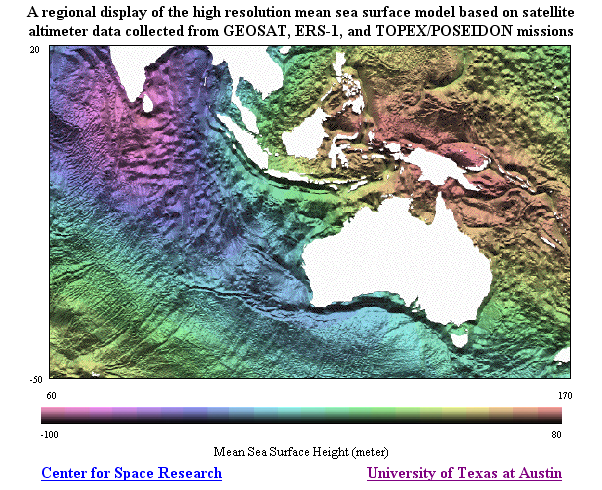 A regional display of the high resolution mean sea surface model based on satellite
altimeter data collected from GEOSAT, ERS-1, and TOPEX/POSEIDON missions
20
-50
60 170
-100 80
Mean Sea Surface Height (meter)
Center for Space Research University of Texas at Austin